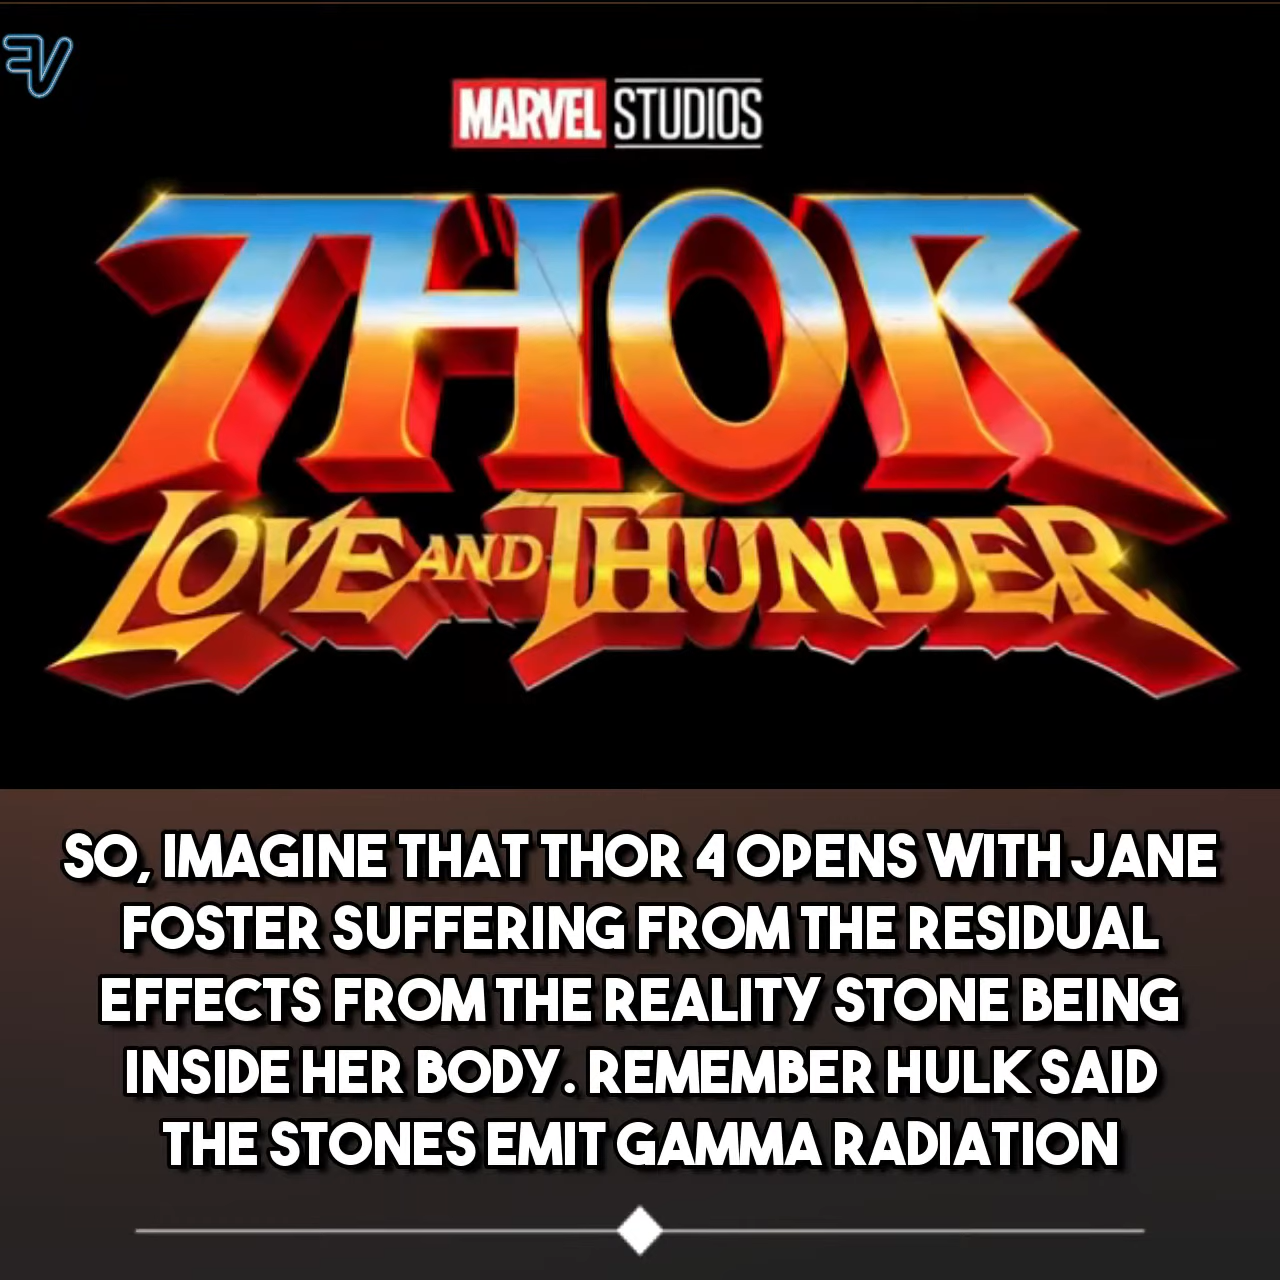 MARVEL STUDIOS
THOR
LOVE AND THUNDER
SO, IMAGINE THAT THOR 4 OPENS WITH JANE
FOSTER SUFFERING FROM THE RESIDUAL
EFFECTS FROM THE REALITY STONE BEING
INSIDE HER BODY. REMEMBER HULK SAID
THE STONES EMIT GAMMA RADIATION